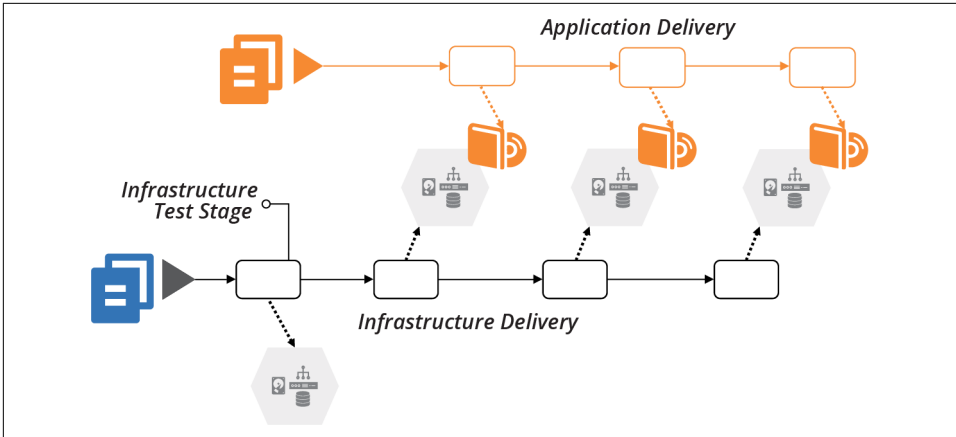 Application Delivery
Infrastructure
Test Stage
Infrastructure Delivery